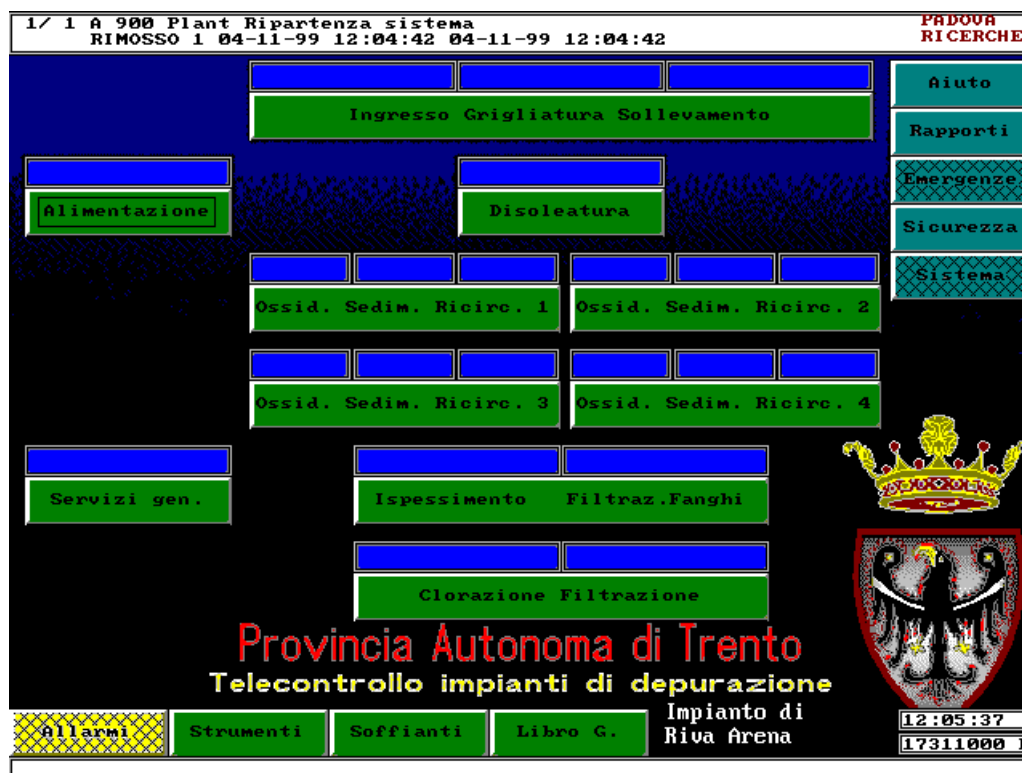 1/ 1 A 900 Plant Ripartenza sistema
RIMOSSO 1 04-11-99 12:04:42 04-11-99 12:04:42
PADOVA
RICERCHE
Ingresso Grigliatura Sollevamento
Aiuto
Rapporti
Emergenze
Alimentazione
Disoleatura
Sicurezza
Sistema
Ossid. Sedim. Ricirc. 1
Ossid. Sedim. Ricirc. 2
Ossid. Sedim. Ricirc. 3
Ossid. Sedim. Ricirc. 4
Servizi gen.
Ispessimento Filtraz.Fanghi
Clorazione Filtrazione
Provincia Autonoma di Trento
Telecontrollo impianti di depurazione
Allarmi
Strumenti
Soffianti
Libro G.
Impianto di
Riva Arena
12:05:37
17311000